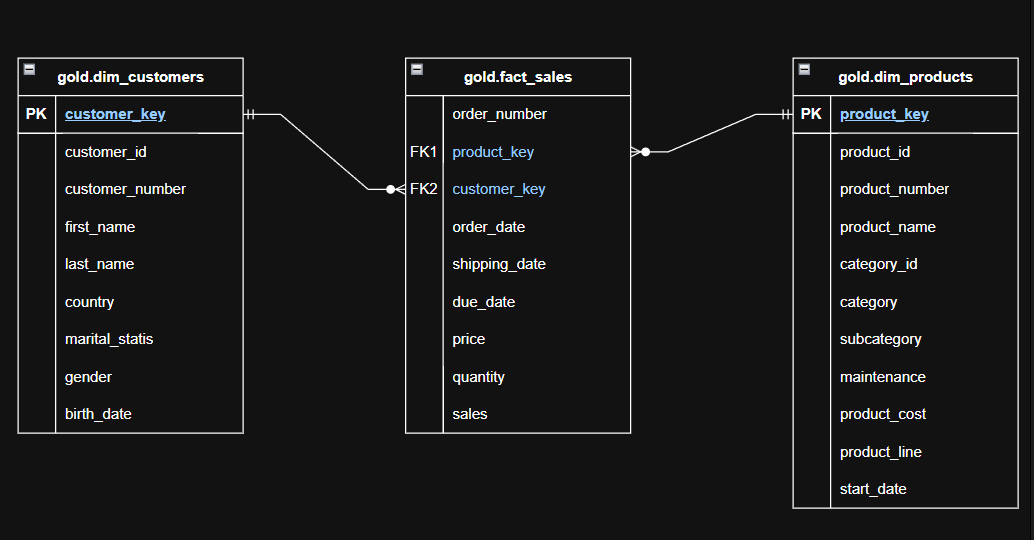 gold.dim_customers
PK customer_key
customer_id
customer_number
first_name
last_name
country
marital_statis
gender
birth_date
gold.fact_sales
order_number
FK1 product_key
FK2 customer_key
order_date
shipping_date
due_date
price
quantity
sales
gold.dim_products
PK product_key
product_id
product_number
product_name
category_id
category
subcategory
maintenance
product_cost
product_line
start_date